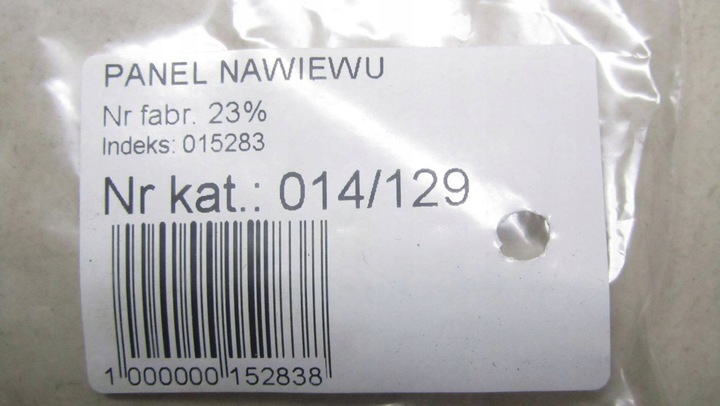 PANEL NAWIEWU
Nr fabr. 23%
Indeks: 015283
Nr kat.: 014/129
1 000000 152838